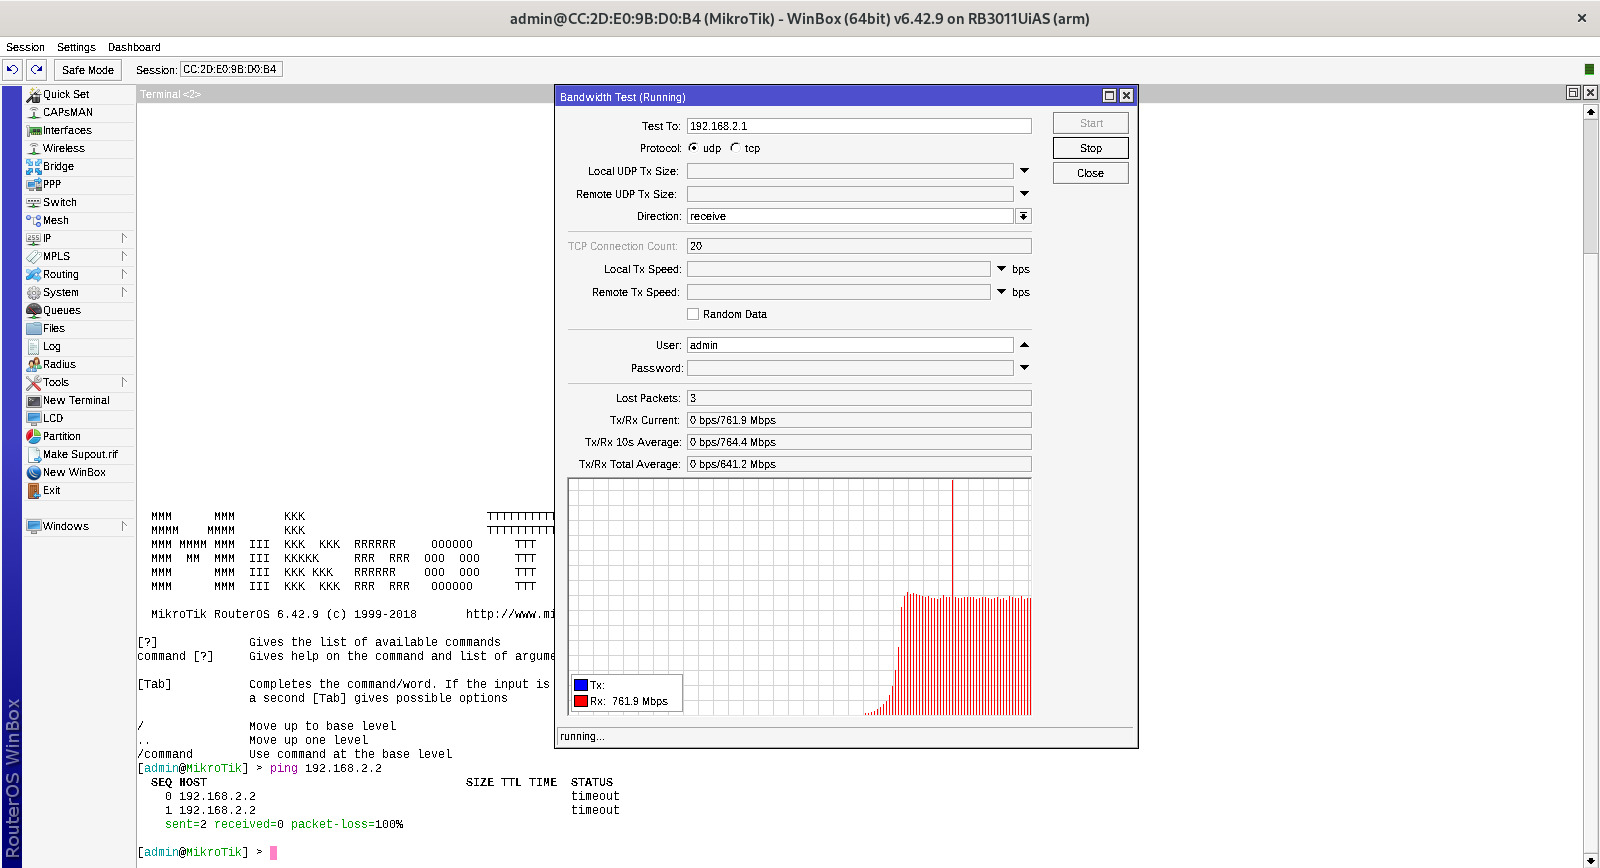 admin@CC:2D:E0:9B:D0:B4 (MikroTik) - WinBox (64bit) v6.42.9 on RB3011UiAS (arm)
Session Settings Dashboard
Safe Mode Session: CC:2D:E0:9B:D0:B4
Quick Set
CAPsMAN
Interfaces
Wireless
Bridge
PPP
Switch
Mesh
IP
MPLS
Routing
System
Queues
Files
Log
Radius
Tools
New Terminal
LCD
Partition
Make Supout.rif
New WinBox
Exit
Windows
RouterOS WinBox
Terminal <2>
MMM      MMM       KKK                          TTTTTTTTTT
MMMM    MMMM       KKK                          TTTTTTTTTT
MMM MMMM MMM  III  KKK  KKK  RRRRRR     OOOOOO      TTT
MMM  MM  MMM  III  KKKKK     RRR  RRR  OOO  OOO     TTT
MMM      MMM  III  KKK KKK   RRRRRR    OOO  OOO     TTT
MMM      MMM  III  KKK  KKK  RRR  RRR   OOOOOO      TTT
MikroTik RouterOS 6.42.9 (c) 1999-2018       http://www.mi
[?]             Gives the list of available commands
command [?]     Gives help on the command and list of argume
[Tab]           Completes the command/word. If the input is
a second [Tab] gives possible options
/               Move up to base level
..              Move up one level
/command        Use command at the base level
[admin@MikroTik] > ping 192.168.2.2
SEQ HOST                                     SIZE TTL TIME  STATUS
0 192.168.2.2                                             timeout
1 192.168.2.2                                             timeout
sent=2 received=0 packet-loss=100%
[admin@MikroTik] >
Bandwidth Test (Running)
Test To: 192.168.2.1
Protocol: udp tcp
Local UDP Tx Size:
Remote UDP Tx Size:
Direction: receive
TCP Connection Count: 20
Local Tx Speed: bps
Remote Tx Speed: bps
Random Data
User: admin
Password:
Lost Packets: 3
Tx/Rx Current: 0 bps/761.9 Mbps
Tx/Rx 10s Average: 0 bps/764.4 Mbps
Tx/Rx Total Average: 0 bps/641.2 Mbps
Tx:
Rx: 761.9 Mbps
running...
Start
Stop
Close